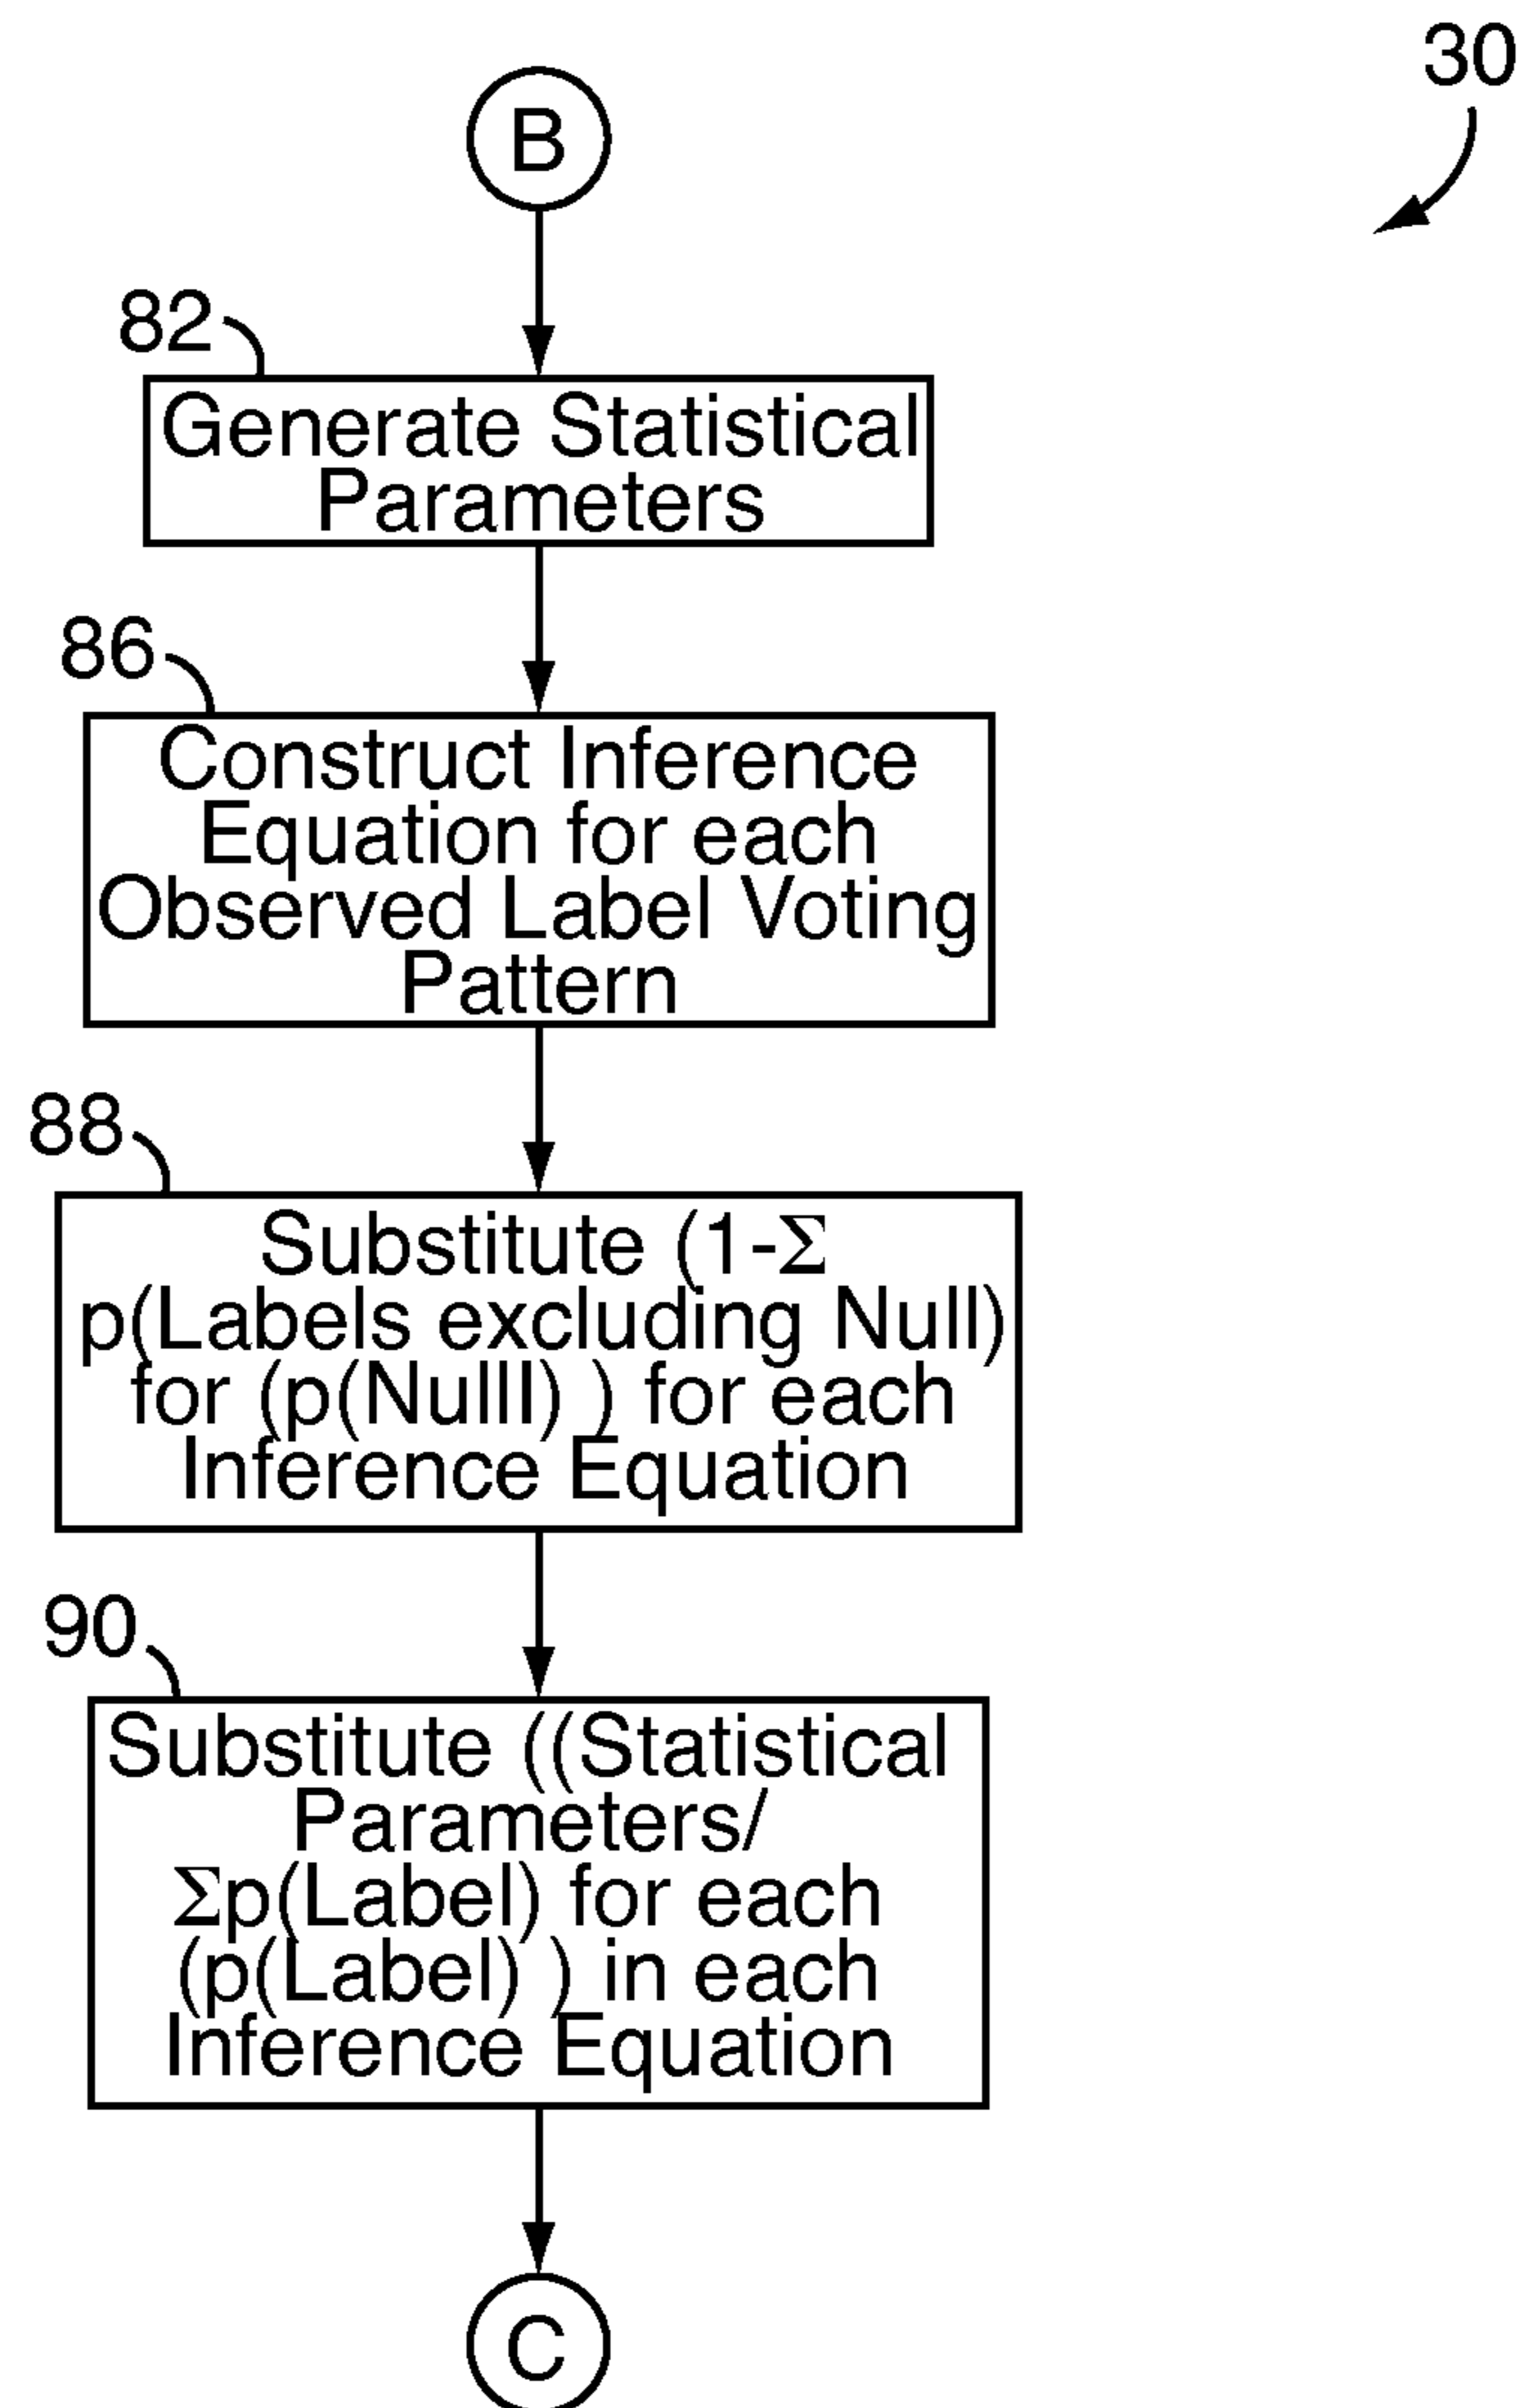 30
B
82
Generate Statistical
Parameters
86
Construct Inference
Equation for each
Observed Label Voting
Pattern
88
Substitute (1-Σ
p(Labels excluding Null)
for (p(Nulll) ) for each
Inference Equation
90
Substitute ((Statistical
Parameters/
Σp(Label) for each
(p(Label) ) in each
Inference Equation
C